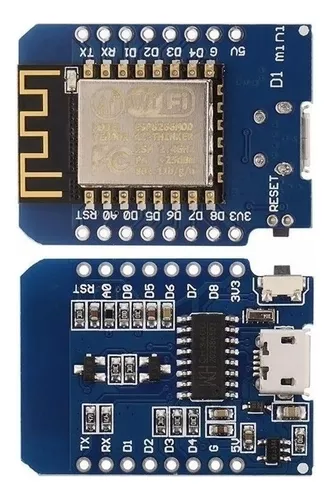 TX RX D1 D2 D3 D4 G 5V
D1 mini
WiFi
RESET
RST A0 D0 D5 D6 D7 D8 3V3
RST A0 D0 D5 D6 D7 D8 3V3
TX RX D1 D2 D3 D4 G 5V